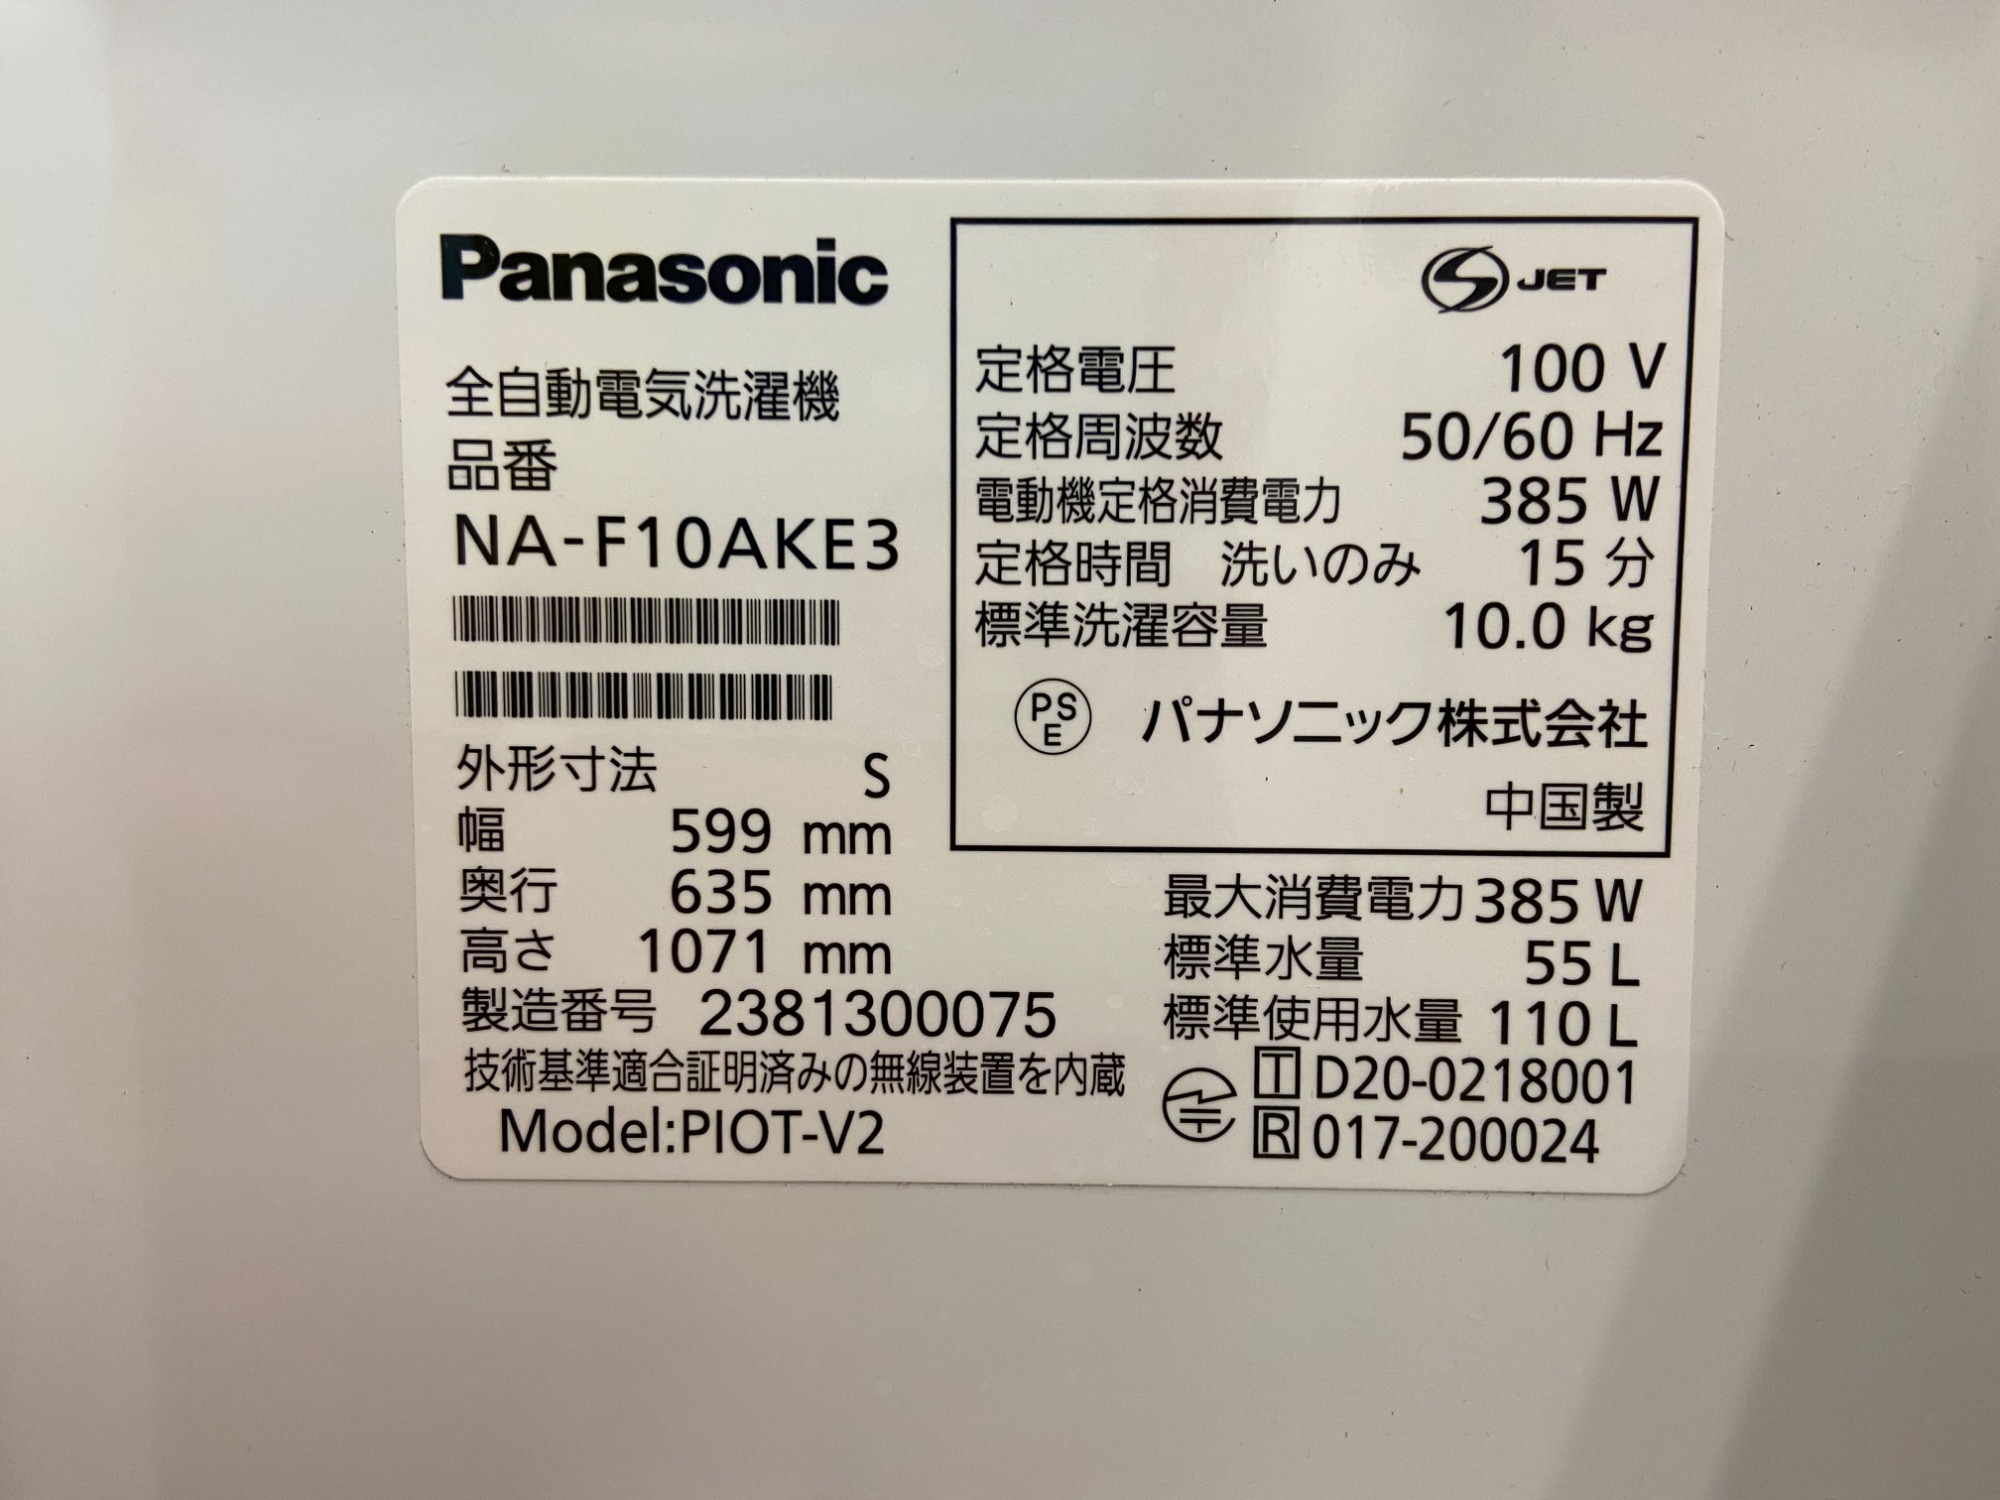 Panasonic
全自動電気洗濯機
品番
NA-F10AKE3
外形寸法 S
幅 599 mm
奥行 635 mm
高さ 1071 mm
製造番号 2381300075
技術基準適合証明済みの無線装置を内蔵
Model:PIOT-V2
S JET
定格電圧 100 V
定格周波数 50/60 Hz
電動機定格消費電力 385 W
定格時間 洗いのみ 15 分
標準洗濯容量 10.0 kg
PS
E
パナソニック株式会社
中国製
最大消費電力 385 W
標準水量 55 L
標準使用水量 110 L
T D20-0218001
R 017-200024